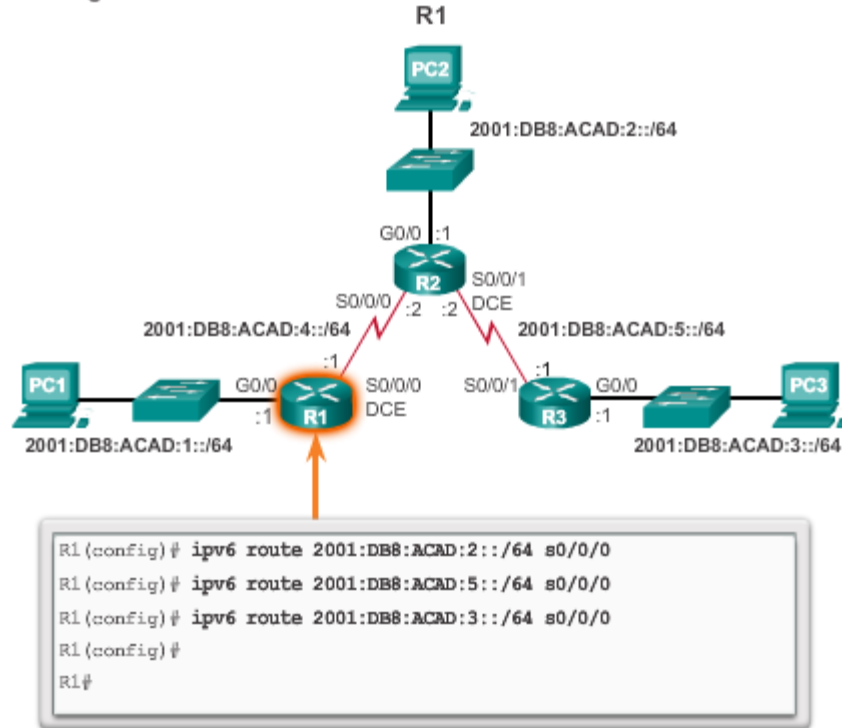 R1
PC2
2001:DB8:ACAD:2::/64
G0/0 :1
R2
S0/0/1
S0/0/0 :2 :2 DCE
2001:DB8:ACAD:4::/64
2001:DB8:ACAD:5::/64
:1
:1
PC1
G0/0
S0/0/0
S0/0/1
G0/0
PC3
:1
R1
DCE
R3
:1
2001:DB8:ACAD:1::/64
2001:DB8:ACAD:3::/64
R1(config)# ipv6 route 2001:DB8:ACAD:2::/64 s0/0/0
R1(config)# ipv6 route 2001:DB8:ACAD:5::/64 s0/0/0
R1(config)# ipv6 route 2001:DB8:ACAD:3::/64 s0/0/0
R1(config)#
R1#